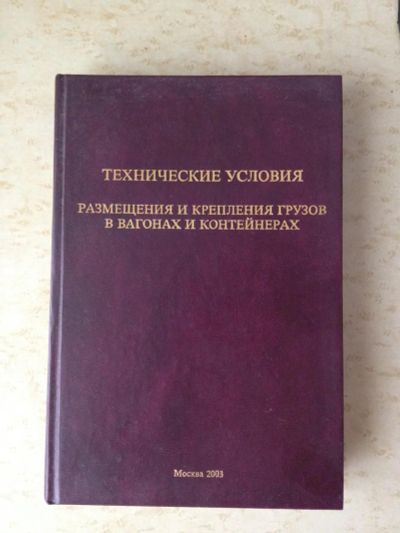 ТЕХНИЧЕСКИЕ УСЛОВИЯ
РАЗМЕЩЕНИЯ И КРЕПЛЕНИЯ ГРУЗОВ
В ВАГОНАХ И КОНТЕЙНЕРАХ
Москва 2003